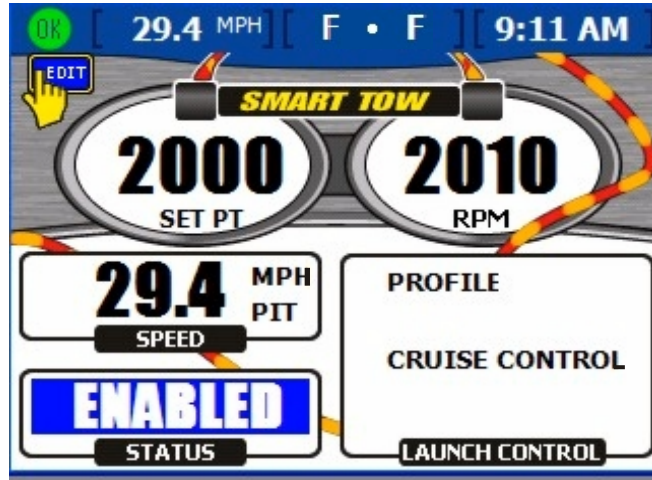 OK [ 29.4 MPH ] [ F • F ] [ 9:11 AM ]
EDIT
SMART TOW
2000
SET PT
2010
RPM
29.4 MPH
PIT
SPEED
ENABLED
STATUS
PROFILE
CRUISE CONTROL
LAUNCH CONTROL